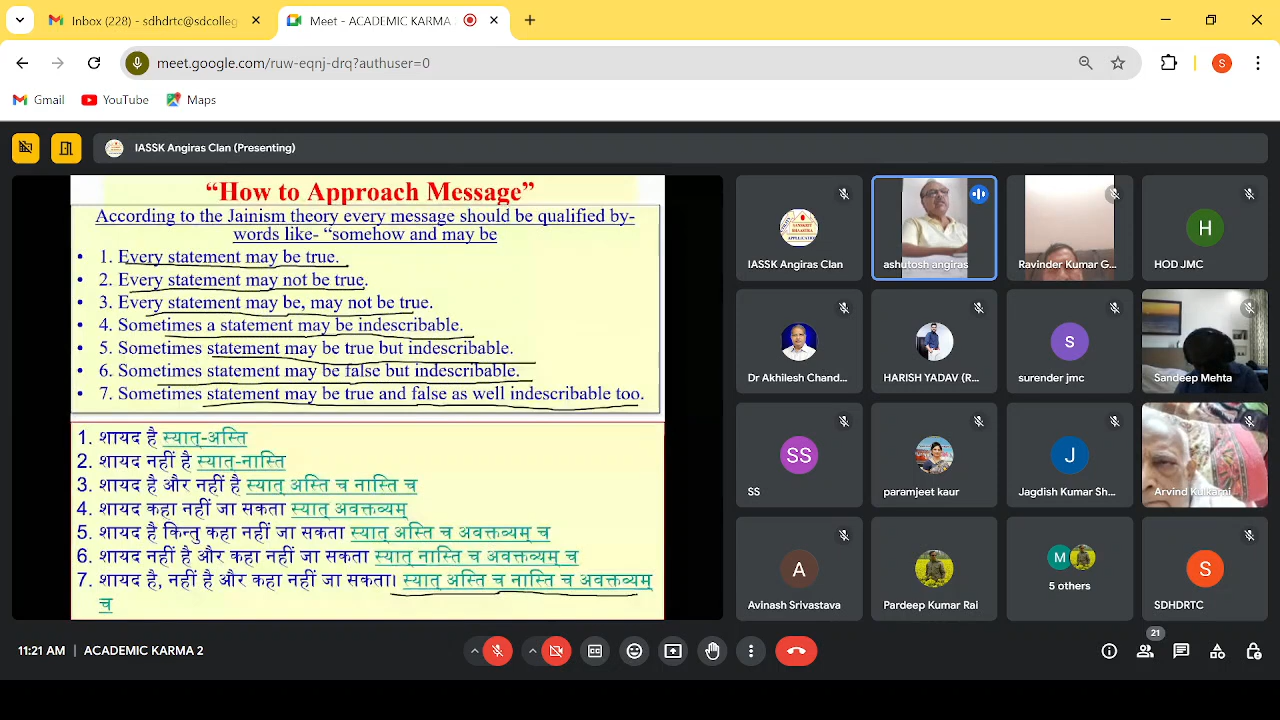 Inbox (228) - sdhdrtc@sdcolleg
Meet - ACADEMIC KARMA
meet.google.com/ruw-eqnj-drq?authuser=0
S
Gmail
YouTube
Maps
IASSK Angiras Clan (Presenting)
“How to Approach Message”
According to the Jainism theory every message should be qualified by-
words like- “somehow and may be
• 1. Every statement may be true.
• 2. Every statement may not be true.
• 3. Every statement may be, may not be true.
• 4. Sometimes a statement may be indescribable.
• 5. Sometimes statement may be true but indescribable.
• 6. Sometimes statement may be false but indescribable.
• 7. Sometimes statement may be true and false as well indescribable too.
1. शायद है स्यात्-अस्ति
2. शायद नहीं है स्यात्-नास्ति
3. शायद है और नहीं है स्यात् अस्ति च नास्ति च
4. शायद कहा नहीं जा सकता स्यात् अवक्तव्यम्
5. शायद है किन्तु कहा नहीं जा सकता स्यात् अस्ति च अवक्तव्यम् च
6. शायद नहीं है और कहा नहीं जा सकता स्यात् नास्ति च अवक्तव्यम् च
7. शायद है, नहीं है और कहा नहीं जा सकता। स्यात् अस्ति च नास्ति च अवक्तव्यम्
च
IASSK Angiras Clan
ashutosh angiras
Ravinder Kumar G...
H
HOD JMC
Dr Akhilesh Chand...
HARISH YADAV (R...
s
surender jmc
Sandeep Mehta
SS
SS
paramjeet kaur
J
Jagdish Kumar Sh...
Arvind Kulkarni
A
Avinash Srivastava
Pardeep Kumar Rai
M
5 others
S
SDHDRTC
11:21 AM | ACADEMIC KARMA 2
21